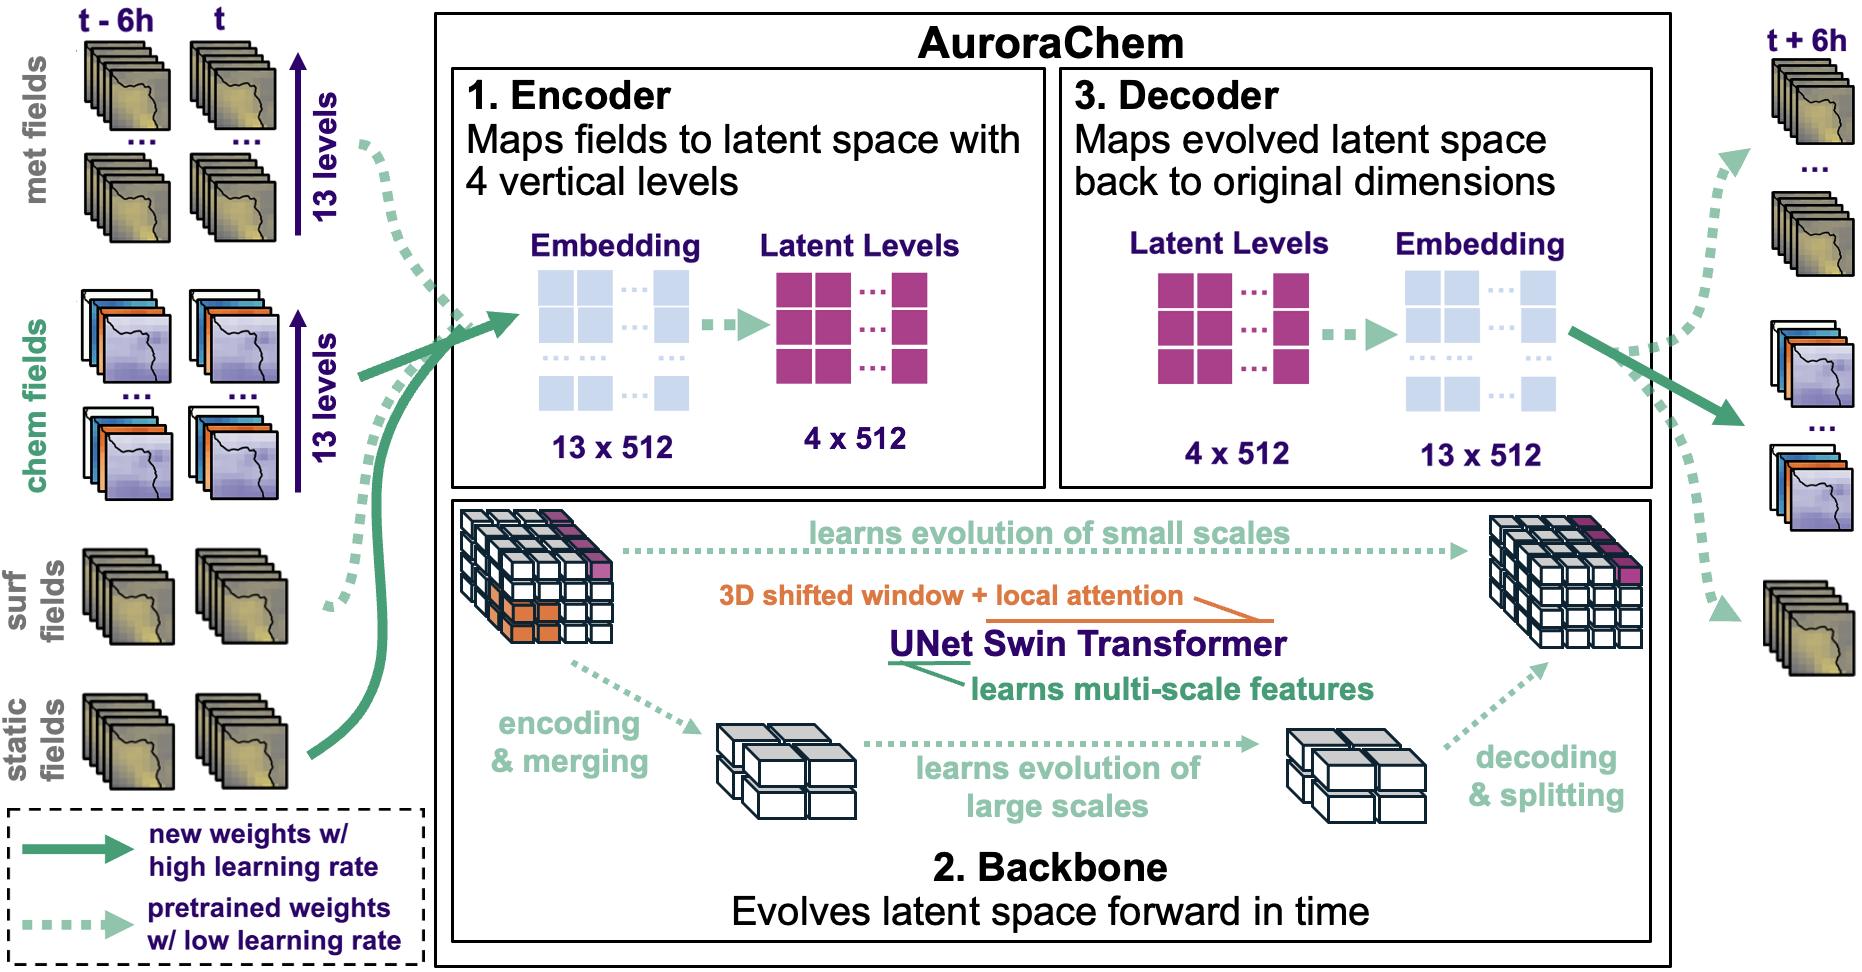 t - 6h
t
met fields
...
...
13 levels
chem fields
...
...
13 levels
surf
fields
static
fields
new weights w/
high learning rate
pretrained weights
w/ low learning rate
AuroraChem
1. Encoder
Maps fields to latent space with
4 vertical levels
Embedding
Latent Levels
...
...
...
...
...
...
...
...
13 x 512
4 x 512
3. Decoder
Maps evolved latent space
back to original dimensions
Latent Levels
Embedding
...
...
...
...
...
...
...
...
4 x 512
13 x 512
learns evolution of small scales
3D shifted window + local attention
UNet Swin Transformer
learns multi-scale features
encoding
& merging
learns evolution of
large scales
decoding
& splitting
2. Backbone
Evolves latent space forward in time
t + 6h
...
...